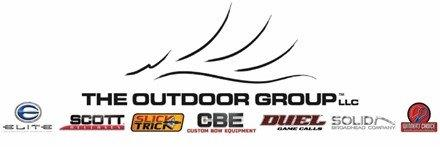 THE OUTDOOR GROUP™ LLC
ELITE
SCOTT
SLICK
TRICK
CBE
CUSTOM BOW EQUIPMENT
DUEL
GAME CALLS
SOLID
BROADHEAD COMPANY